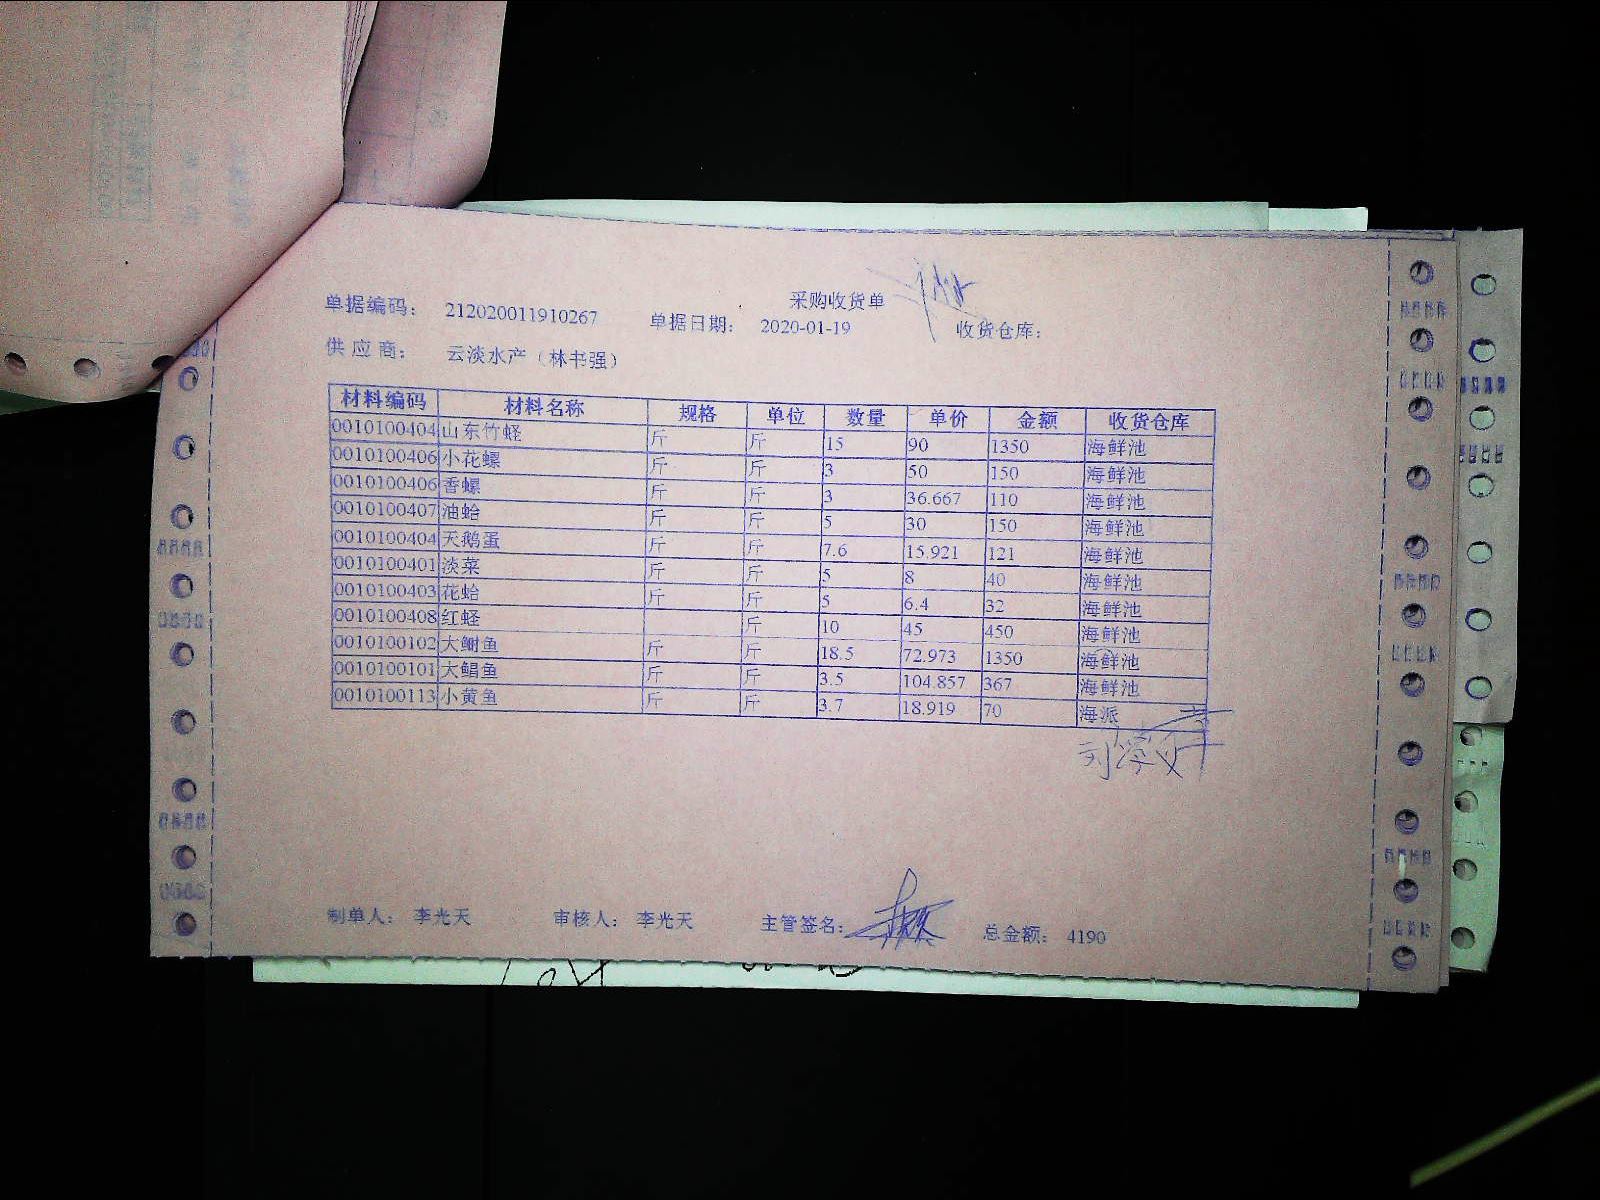 采购收货单
单据编码： 212020011910267 单据日期： 2020-01-19 收货仓库：
供应商： 云淡水产（林书强）
材料编码 材料名称 规格 单位 数量 单价 金额 收货仓库
0010100404 山东竹蛏 斤 斤 15 90 1350 海鲜池
0010100406 小花螺 斤 斤 3 50 150 海鲜池
0010100406 香螺 斤 斤 3 36.667 110 海鲜池
0010100407 油蛤 斤 斤 5 30 150 海鲜池
0010100404 天鹅蛋 斤 斤 7.6 15.921 121 海鲜池
0010100401 淡菜 斤 斤 5 8 40 海鲜池
0010100403 花蛤 斤 斤 5 6.4 32 海鲜池
0010100408 红蛏 斤 10 45 450 海鲜池
0010100102 大鲥鱼 斤 斤 18.5 72.973 1350 海鲜池
0010100101 大鲳鱼 斤 斤 3.5 104.857 367 海鲜池
0010100113 小黄鱼 斤 斤 3.7 18.919 70 海派
制单人： 李光天 审核人： 李光天 主管签名： 总金额： 4190